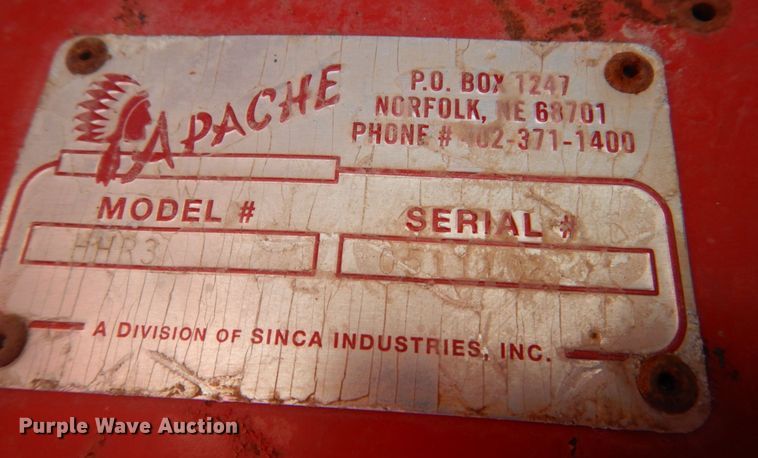 APACHE
P.O. BOX 1247
NORFOLK, NE 68701
PHONE # 402-371-1400
MODEL #
SERIAL #
HHR3
A DIVISION OF SINCA INDUSTRIES, INC.
Purple Wave Auction